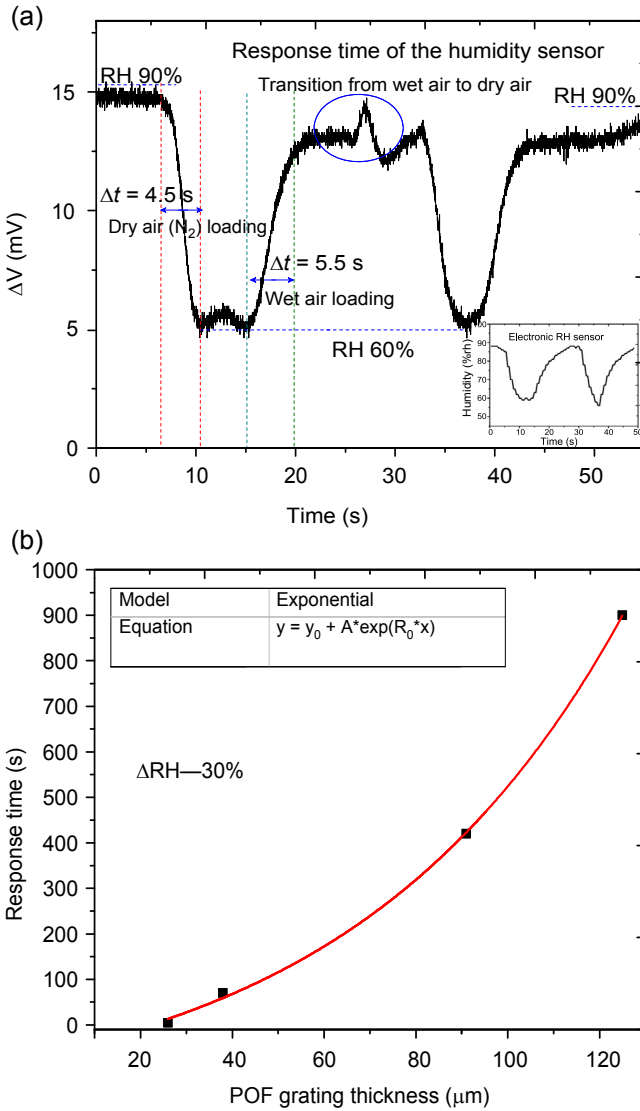 (a)
Response time of the humidity sensor
Transition from wet air to dry air
RH 90%
RH 90%
Δt = 4.5 s
Dry air (N₂) loading
Δt = 5.5 s
Wet air loading
RH 60%
ΔV (mV)
15
10
5
0
0 10 20 30 40 50
Time (s)
Electronic RH sensor
Humidity (%rh)
100
90
80
70
60
50
0 10 20 30 40 50
Time (s)
(b)
Model Exponential
Equation y = y₀ + A*exp(R₀*x)
ΔRH—30%
Response time (s)
1000
900
800
700
600
500
400
300
200
100
0
20 40 60 80 100 120
POF grating thickness (μm)